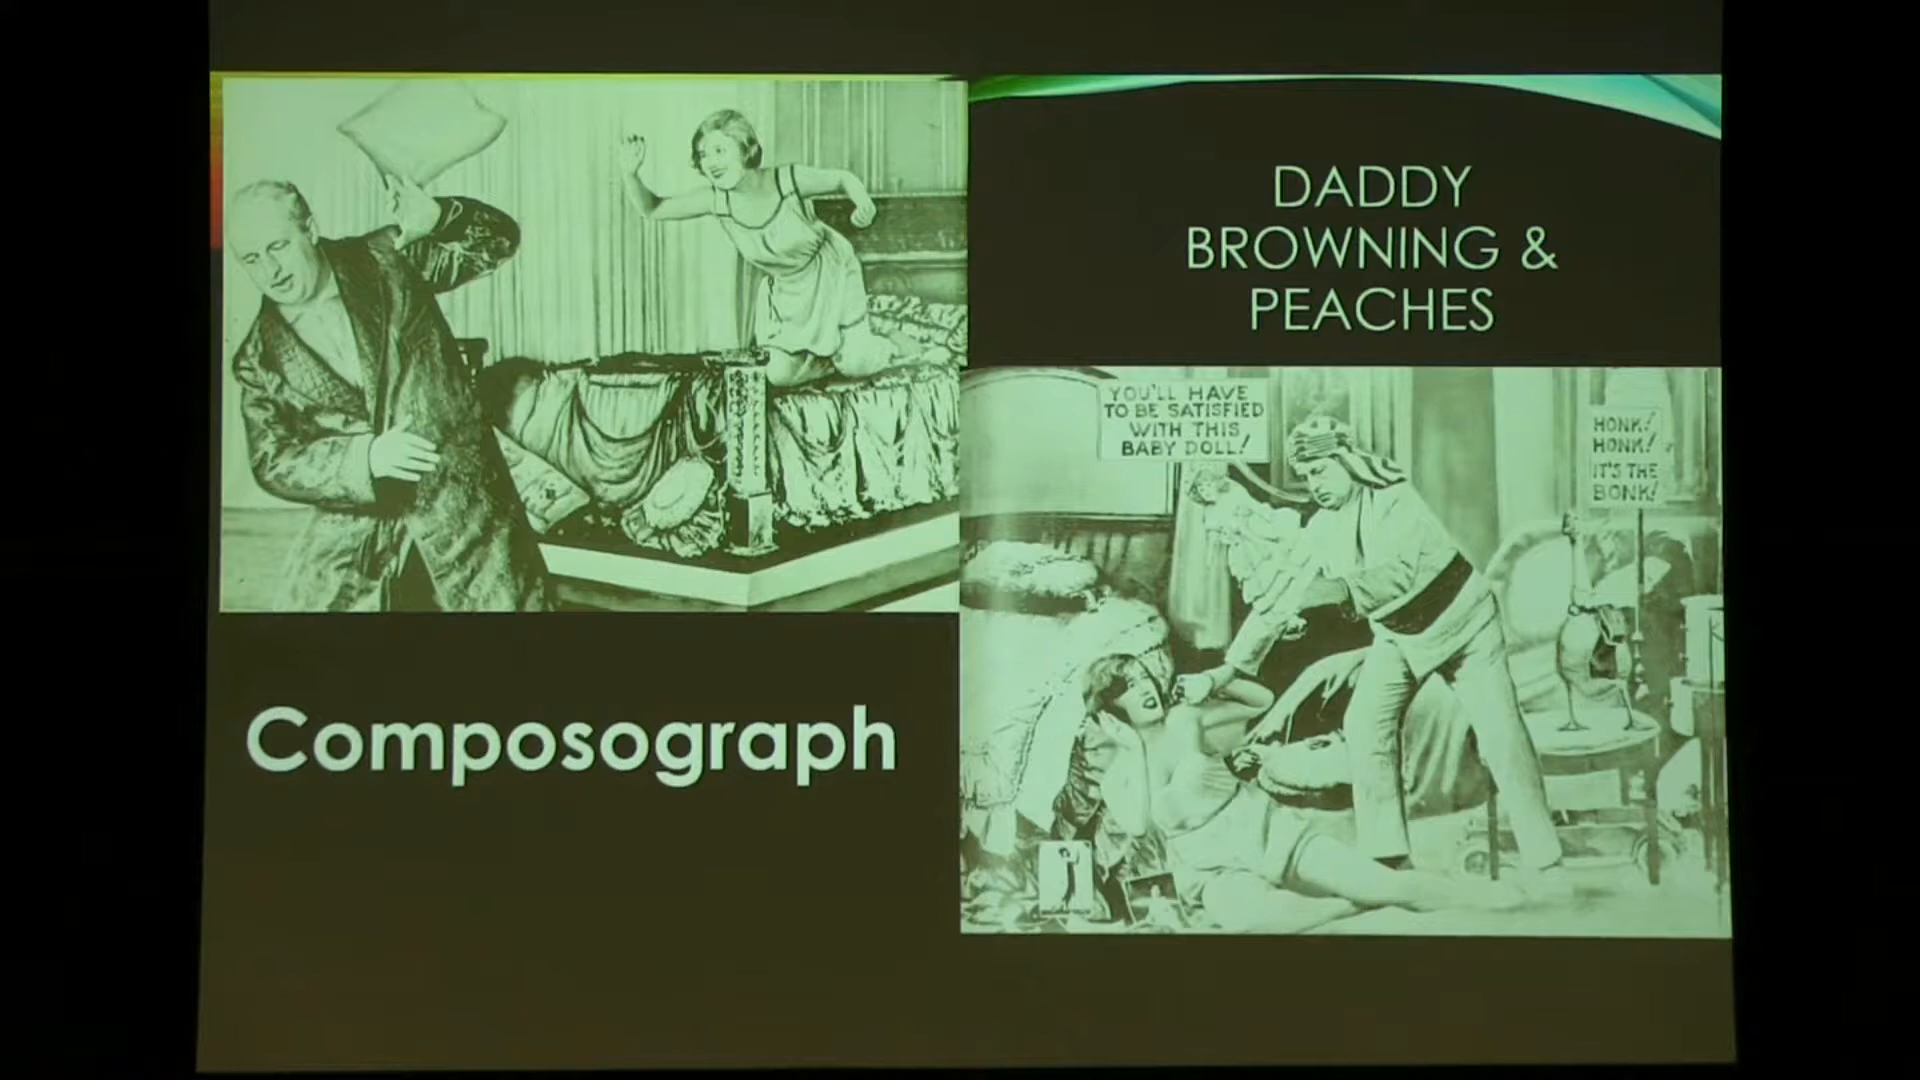 DADDY
BROWNING &
PEACHES
YOU'LL HAVE
TO BE SATISFIED
WITH THIS
BABY DOLL!
HONK!
HONK!
IT'S THE
BONK!
Composograph